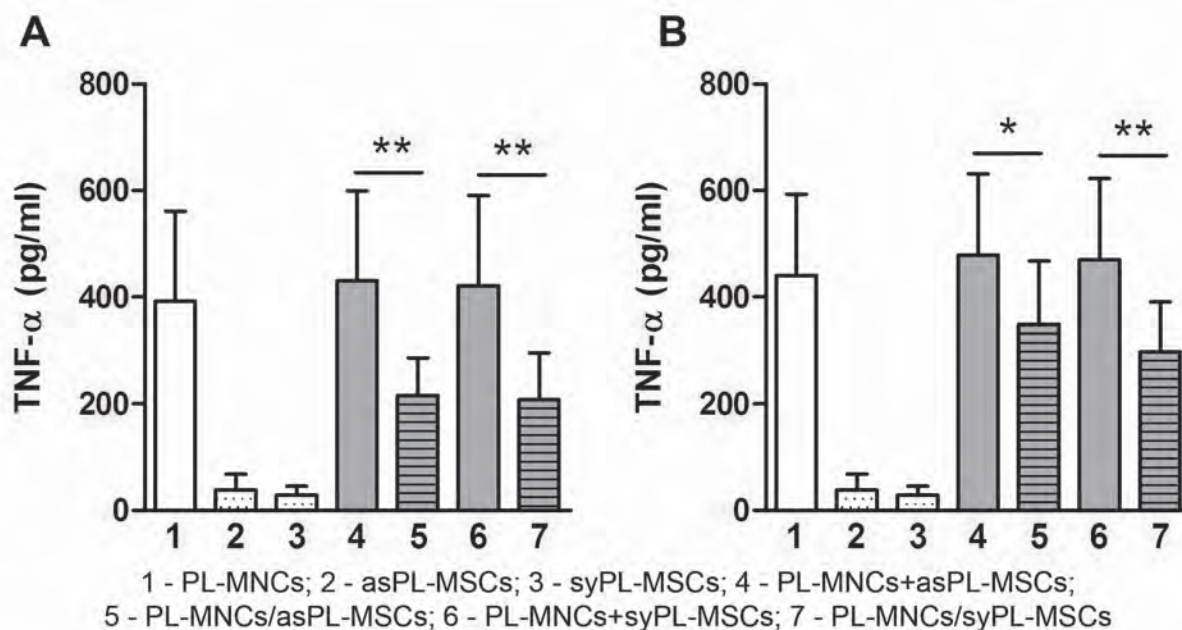 A
B
TNF-α (pg/ml)
800
600
400
200
0
** **
1 2 3 4 5 6 7
TNF-α (pg/ml)
800
600
400
200
0
* **
1 2 3 4 5 6 7
1 - PL-MNCs; 2 - asPL-MSCs; 3 - syPL-MSCs; 4 - PL-MNCs+asPL-MSCs;
5 - PL-MNCs/asPL-MSCs; 6 - PL-MNCs+syPL-MSCs; 7 - PL-MNCs/syPL-MSCs